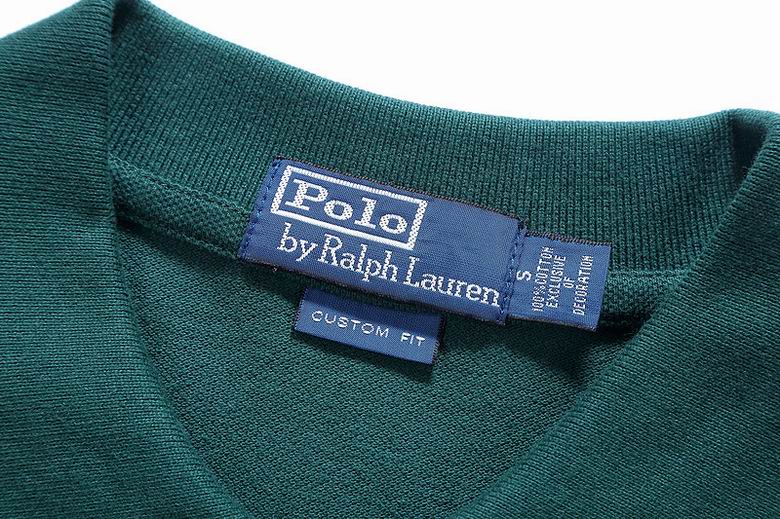 Polo
by Ralph Lauren
S
100% COTTON
EXCLUSIVE
OF
DECORATION
CUSTOM FIT